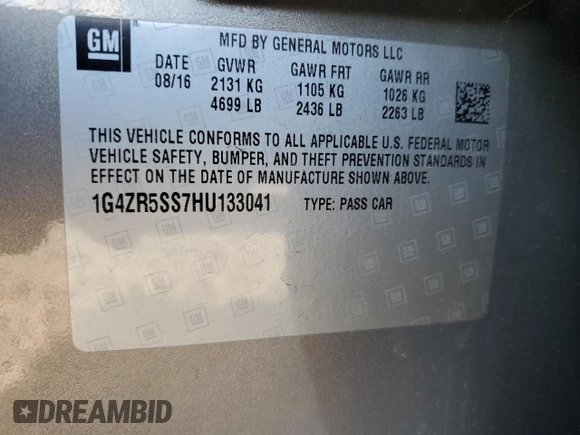 GM
MFD BY GENERAL MOTORS LLC
DATE GVWR GAWR FRT GAWR RR
08/16 2131 KG 1105 KG 1026 KG
4699 LB 2436 LB 2263 LB
THIS VEHICLE CONFORMS TO ALL APPLICABLE U.S. FEDERAL MOTOR
VEHICLE SAFETY, BUMPER, AND THEFT PREVENTION STANDARDS IN
EFFECT ON THE DATE OF MANUFACTURE SHOWN ABOVE.
1G4ZR5SS7HU133041 TYPE: PASS CAR
DREAMBID